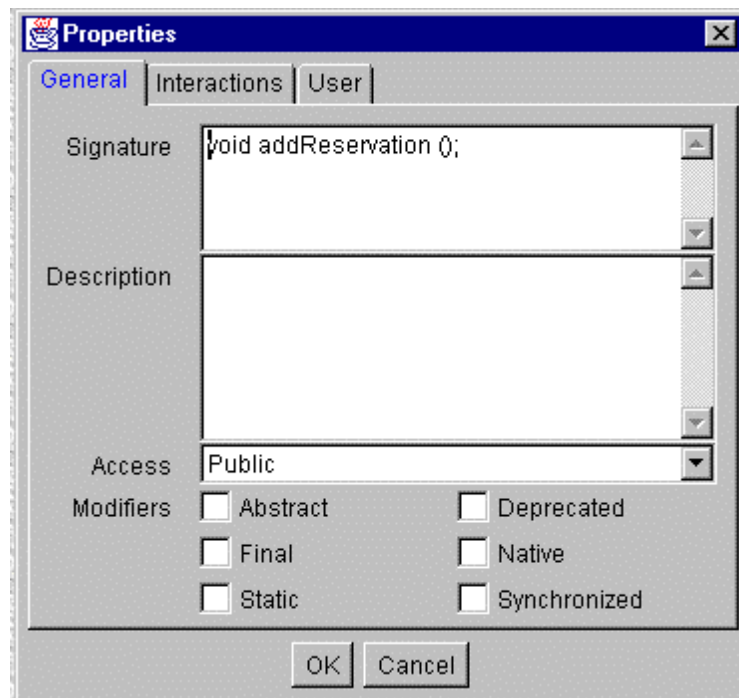 Properties
General Interactions User
Signature void addReservation ();
Description
Access Public
Modifiers Abstract Deprecated
Final Native
Static Synchronized
OK Cancel